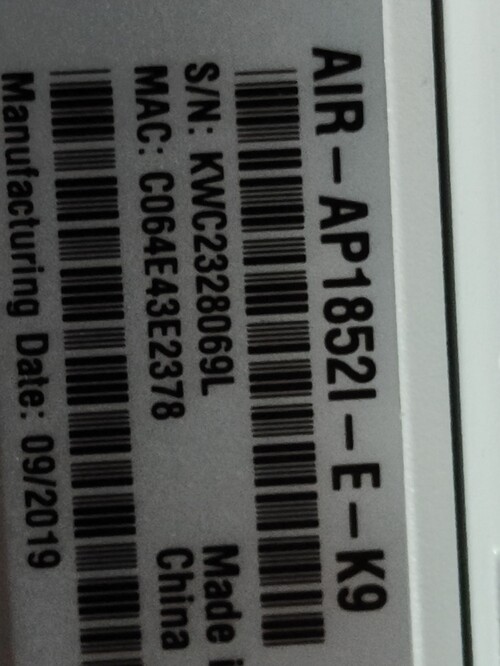 AIR-AP1852I-E-K9
S/N: KWC2328069L
MAC: C064E43E2378
Made i
China
Manufacturing Date: 09/2019